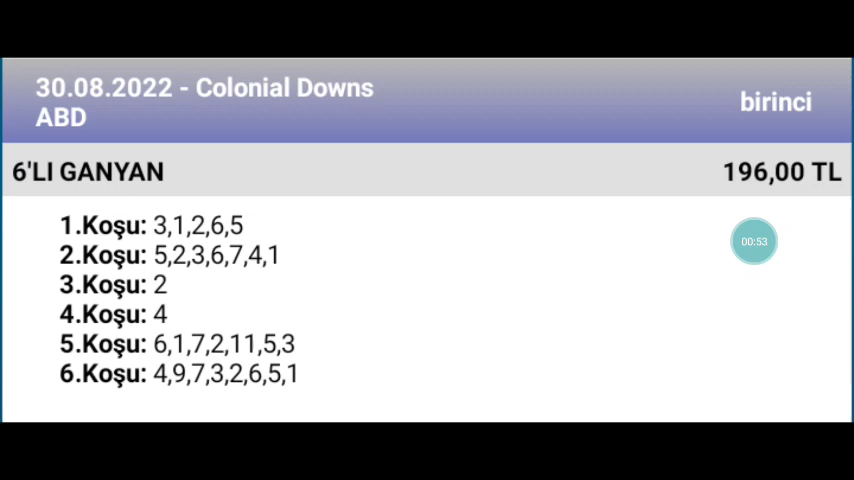 30.08.2022 - Colonial Downs
ABD
birinci
6'LI GANYAN 196,00 TL
1.Koşu: 3,1,2,6,5
2.Koşu: 5,2,3,6,7,4,1
3.Koşu: 2
4.Koşu: 4
5.Koşu: 6,1,7,2,11,5,3
6.Koşu: 4,9,7,3,2,6,5,1
00:53